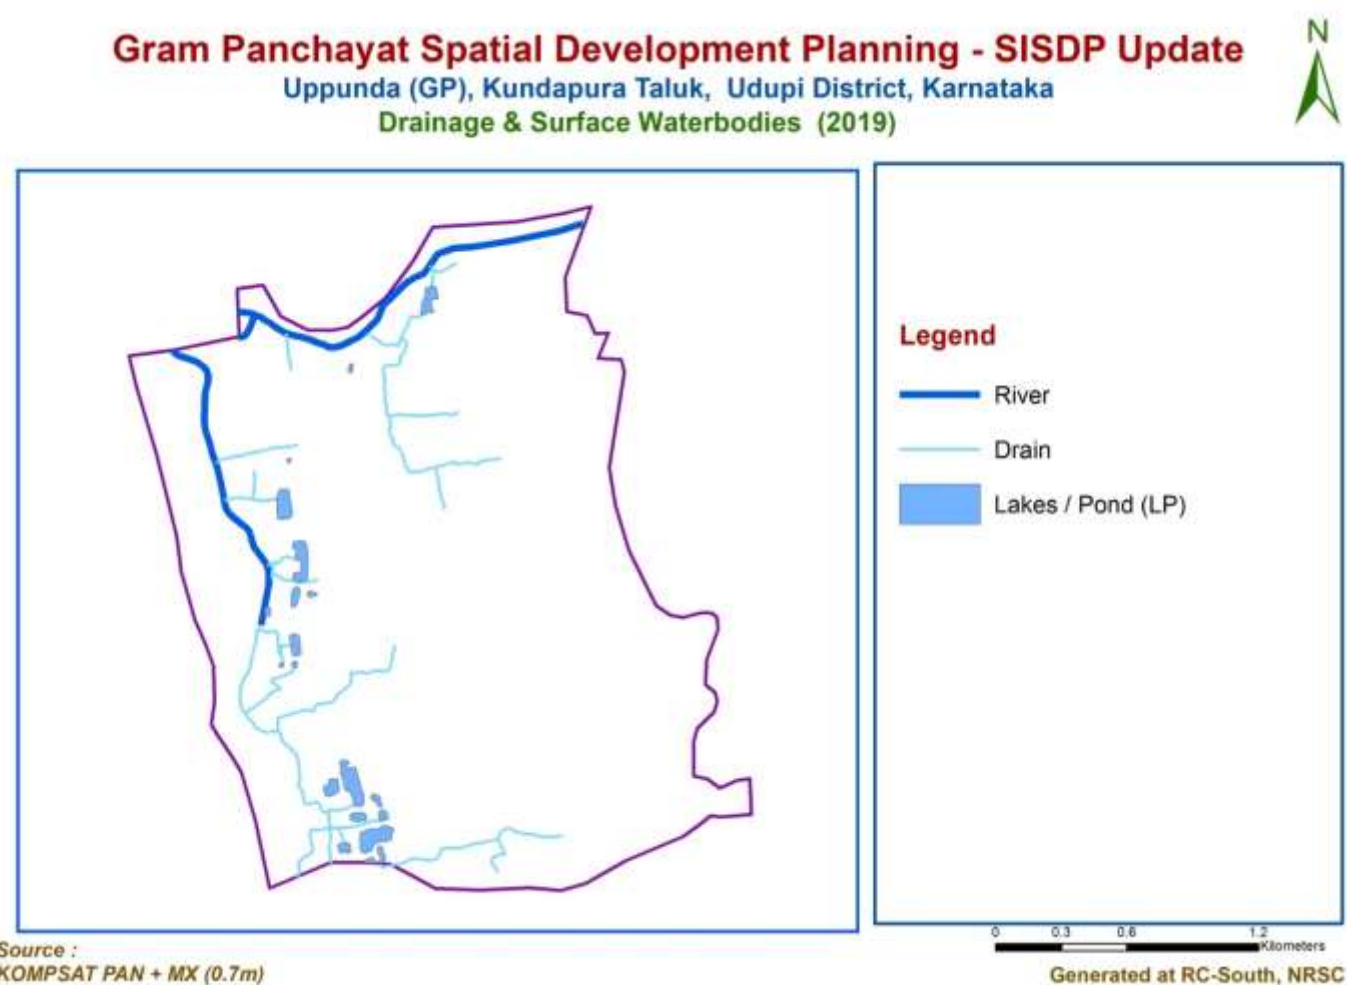 N
Gram Panchayat Spatial Development Planning - SISDP Update
Uppunda (GP), Kundapura Taluk, Udupi District, Karnataka
Drainage & Surface Waterbodies (2019)
Legend
River
Drain
Lakes / Pond (LP)
0 0.3 0.6 1.2
Kilometers
Source :
KOMPSAT PAN + MX (0.7m)
Generated at RC-South, NRSC